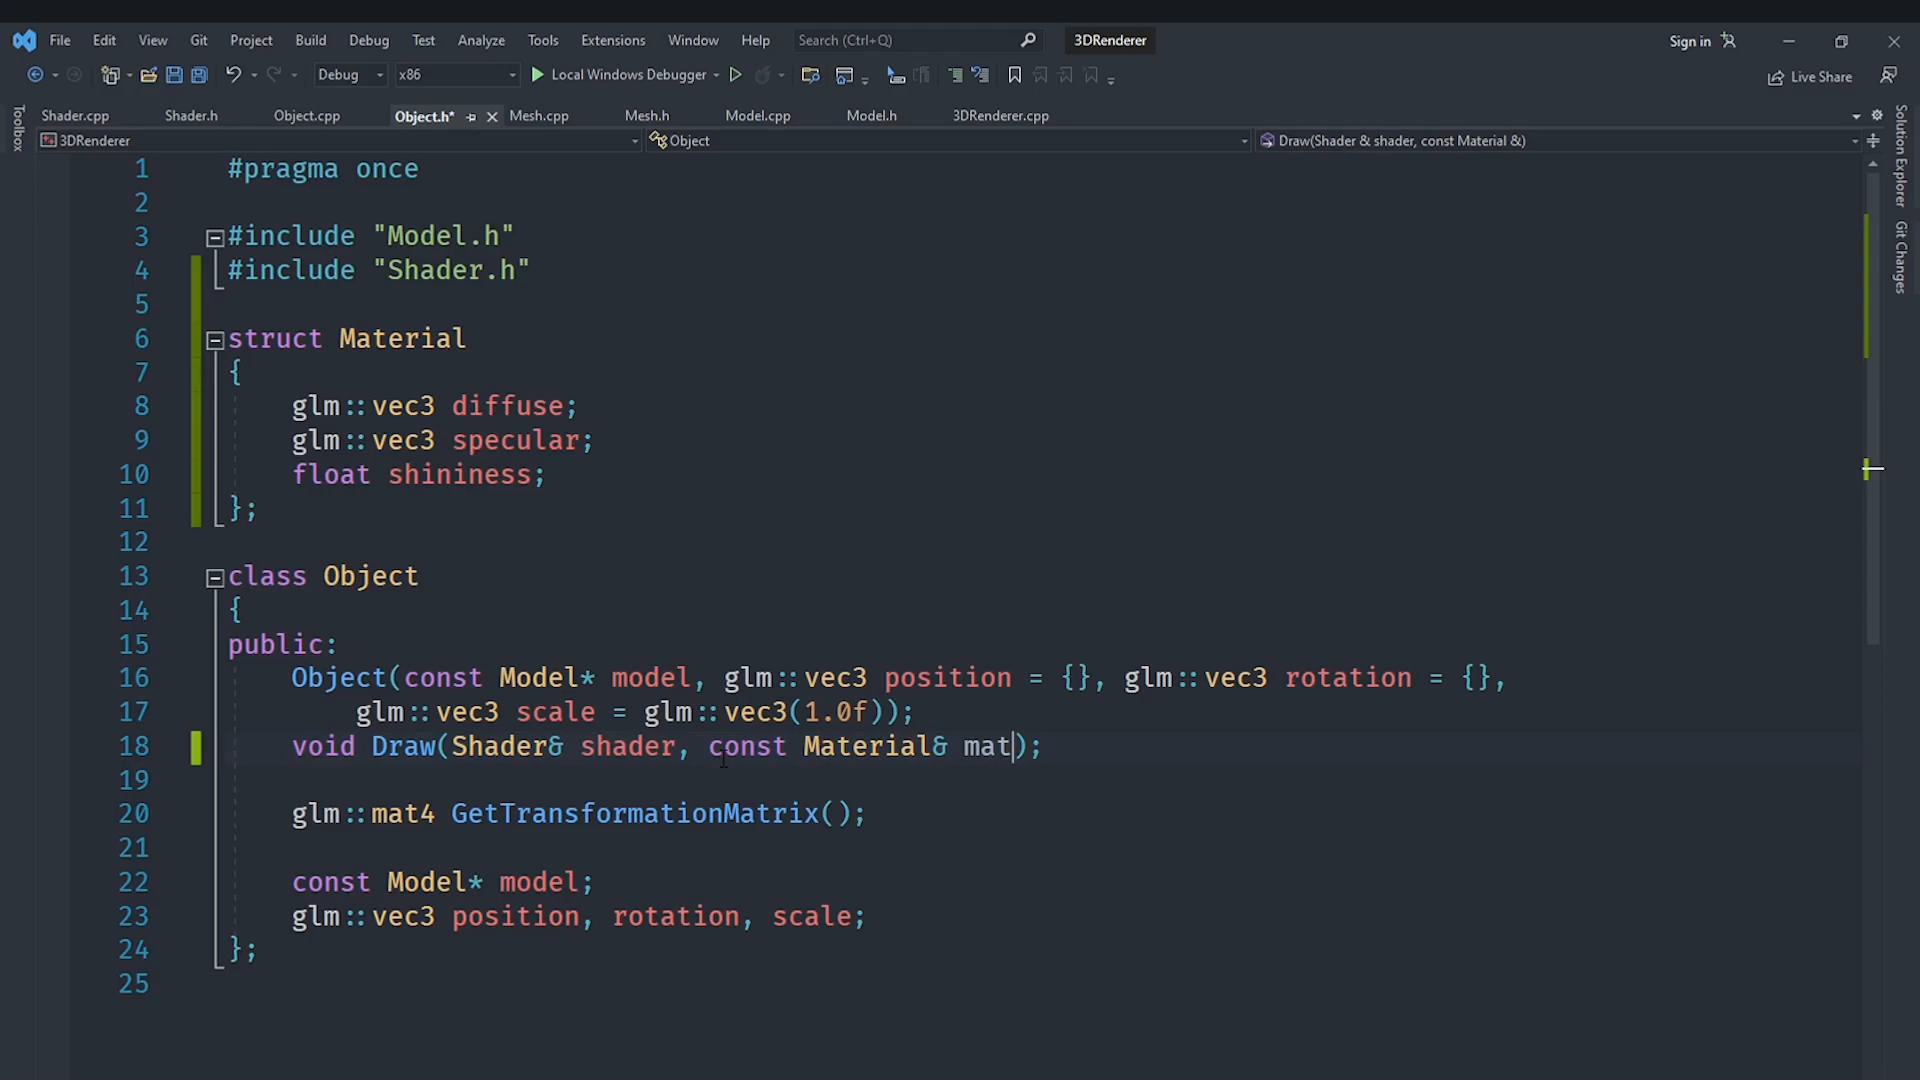 File Edit View Git Project Build Debug Test Analyze Tools Extensions Window Help Search (Ctrl+Q) 3DRenderer Sign in
Debug x86 Local Windows Debugger Live Share
Shader.cpp Shader.h Object.cpp Object.h* Mesh.cpp Mesh.h Model.cpp Model.h 3DRenderer.cpp
3DRenderer Object Draw(Shader & shader, const Material &)
Toolbox
Solution Explorer
Git Changes
1 #pragma once
2
3 #include "Model.h"
4 #include "Shader.h"
5
6 struct Material
7 {
8 glm::vec3 diffuse;
9 glm::vec3 specular;
10 float shininess;
11 };
12
13 class Object
14 {
15 public:
16 Object(const Model* model, glm::vec3 position = {}, glm::vec3 rotation = {},
17 glm::vec3 scale = glm::vec3(1.0f));
18 void Draw(Shader& shader, const Material& mat);
19
20 glm::mat4 GetTransformationMatrix();
21
22 const Model* model;
23 glm::vec3 position, rotation, scale;
24 };
25